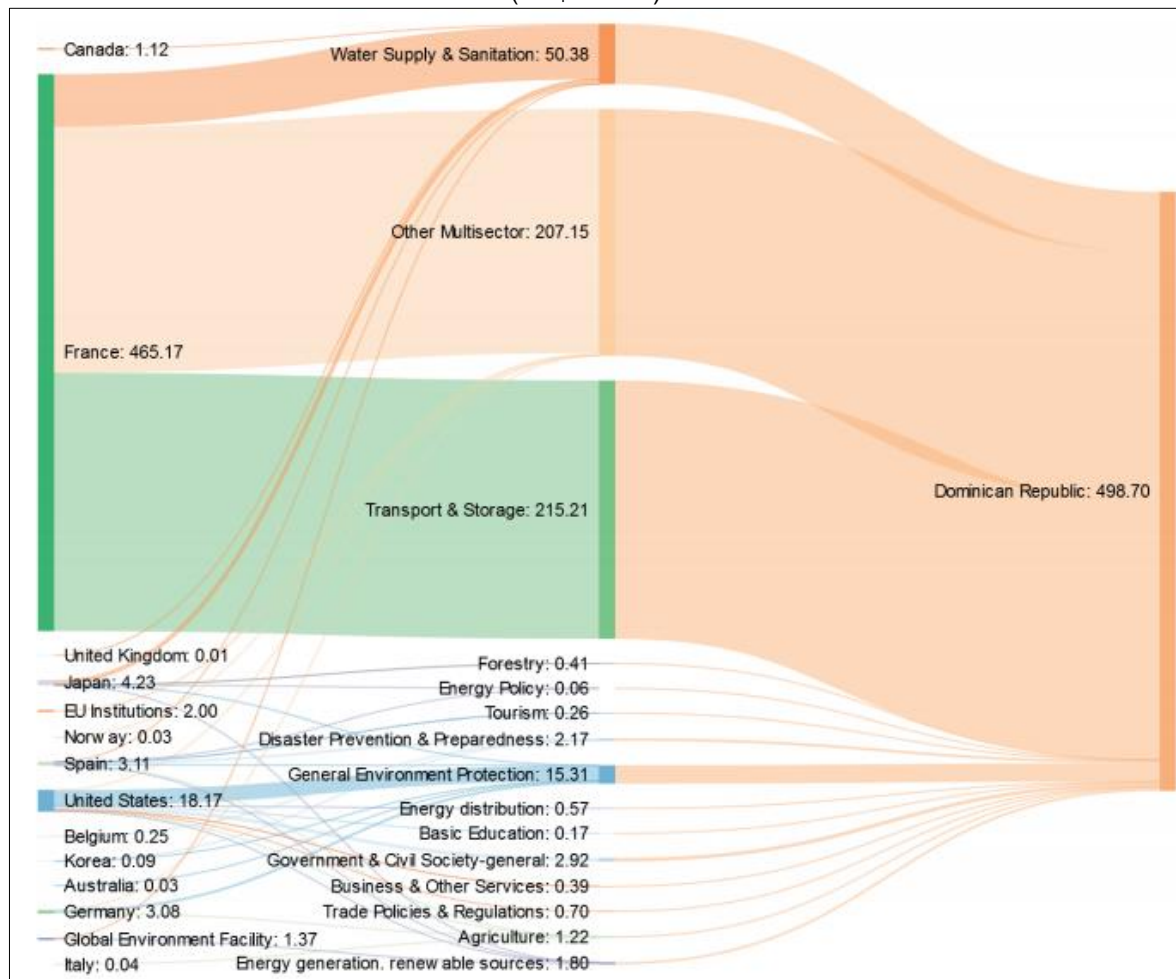 Canada: 1.12
Water Supply & Sanitation: 50.38
Other Multisector: 207.15
France: 465.17
Dominican Republic: 498.70
Transport & Storage: 215.21
United Kingdom: 0.01
Forestry: 0.41
Japan: 4.23
Energy Policy: 0.06
EU Institutions: 2.00
Tourism: 0.26
Norway: 0.03
Disaster Prevention & Preparedness: 2.17
Spain: 3.11
General Environment Protection: 15.31
United States: 18.17
Energy distribution: 0.57
Belgium: 0.25
Basic Education: 0.17
Korea: 0.09
Government & Civil Society-general: 2.92
Australia: 0.03
Business & Other Services: 0.39
Germany: 3.08
Trade Policies & Regulations: 0.70
Global Environment Facility: 1.37
Agriculture: 1.22
Italy: 0.04
Energy generation. renewable sources: 1.80